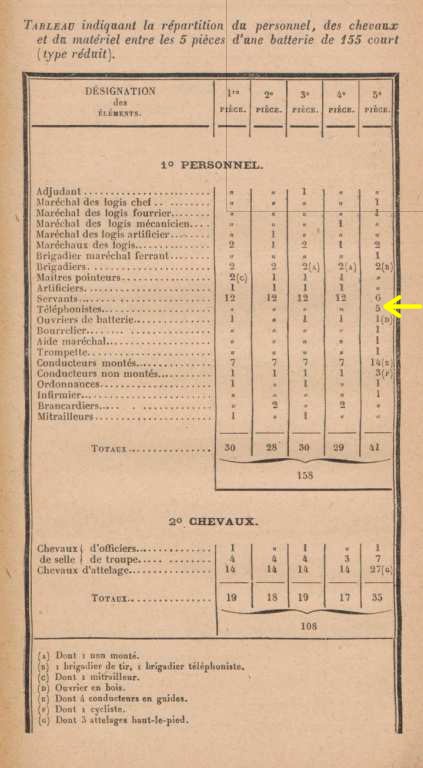 TABLEAU indiquant la répartition du personnel, des chevaux
et du matériel entre les 5 pièces d'une batterie de 155 court
(type réduit).
DÉSIGNATION des ÉLÉMENTS. 1re PIÈCE. 2e PIÈCE. 3e PIÈCE. 4e PIÈCE. 5e PIÈCE.
1o PERSONNEL.
Adjudant " " 1 " "
Maréchal des logis chef " " " " 1
Maréchal des logis fourrier " " " " 1
Maréchal des logis mécanicien " " " 1 "
Maréchal des logis artificier " 1 " " "
Maréchaux des logis 2 1 2 1 2
Brigadier maréchal ferrant " " " " 1
Brigadiers 2 2 2(A) 2(A) 2(B)
Maîtres pointeurs 2(C) 1 1 1 "
Artificiers 1 1 1 1 "
Servants 12 12 12 12 6
Téléphonistes " " " " 5
Ouvriers de batterie 1 " 1 1 1(D)
Bourrelier " " " " 1
Aide maréchal " " " " 1
Trompette " " " " 1
Conducteurs montés 7 7 7 7 14(E)
Conducteurs non montés 1 1 1 1 3(F)
Ordonnances 1 " 1 " 1
Infirmier " " " " 1
Brancardiers " 2 " 2 "
Mitrailleurs 1 " 1 " "
TOTAUX 30 28 30 29 41
158
2o CHEVAUX.
Chevaux de selle { d'officiers 1 " 1 " 1
{ de troupe 4 4 4 3 7
Chevaux d'attelage 14 14 14 14 27(G)
TOTAUX 19 18 19 17 35
108
(A) Dont 1 non monté.
(B) 1 brigadier de tir, 1 brigadier téléphoniste.
(C) Dont 1 mitrailleur.
(D) Ouvrier en bois.
(E) Dont 4 conducteurs en guides.
(F) Dont 1 cycliste.
(G) Dont 3 attelages haut-le-pied.